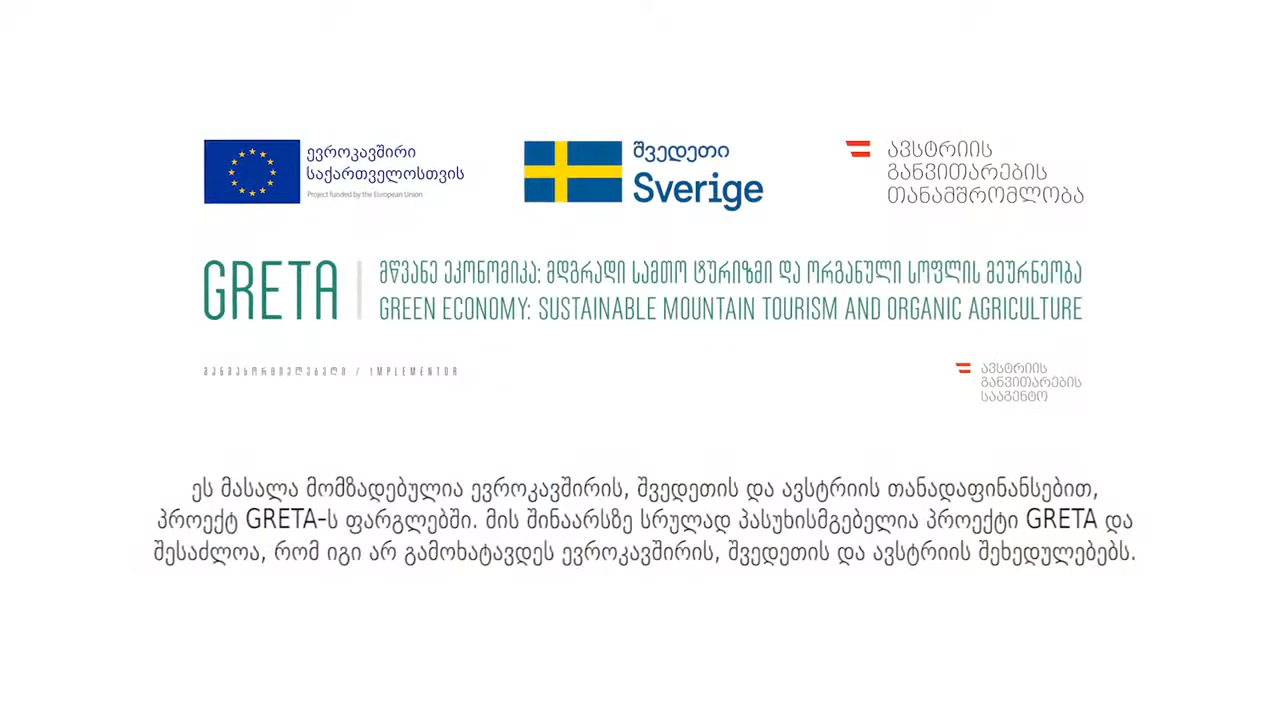 ევროკავშირი
საქართველოსთვის
Project funded by the European Union
შვედეთი
Sverige
ავსტრიის
განვითარების
თანამშრომლობა
GRETA
მწვანე ეკონომიკა: მდგრადი სამთო ტურიზმი და ორგანული სოფლის მეურნეობა
GREEN ECONOMY: SUSTAINABLE MOUNTAIN TOURISM AND ORGANIC AGRICULTURE
განმახორციელებელი / IMPLEMENTOR
ავსტრიის
განვითარების
სააგენტო
ეს მასალა მომზადებულია ევროკავშირის, შვედეთის და ავსტრიის თანადაფინანსებით,
პროექტ GRETA-ს ფარგლებში. მის შინაარსზე სრულად პასუხისმგებელია პროექტი GRETA და
შესაძლოა, რომ იგი არ გამოხატავდეს ევროკავშირის, შვედეთის და ავსტრიის შეხედულებებს.